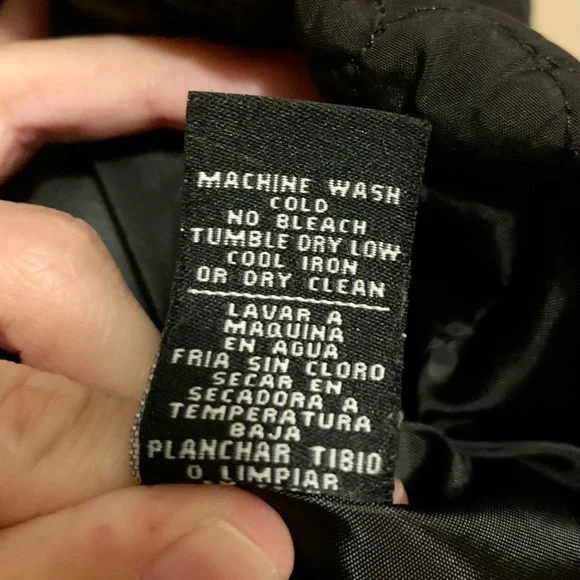 MACHINE WASH
COLD
NO BLEACH
TUMBLE DRY LOW
COOL IRON
OR DRY CLEAN
LAVAR A
MAQUINA
EN AGUA
FRIA SIN CLORO
SECAR EN
SECADORA A
TEMPERATURA
BAJA
PLANCHAR TIBIO
O LIMPIAR